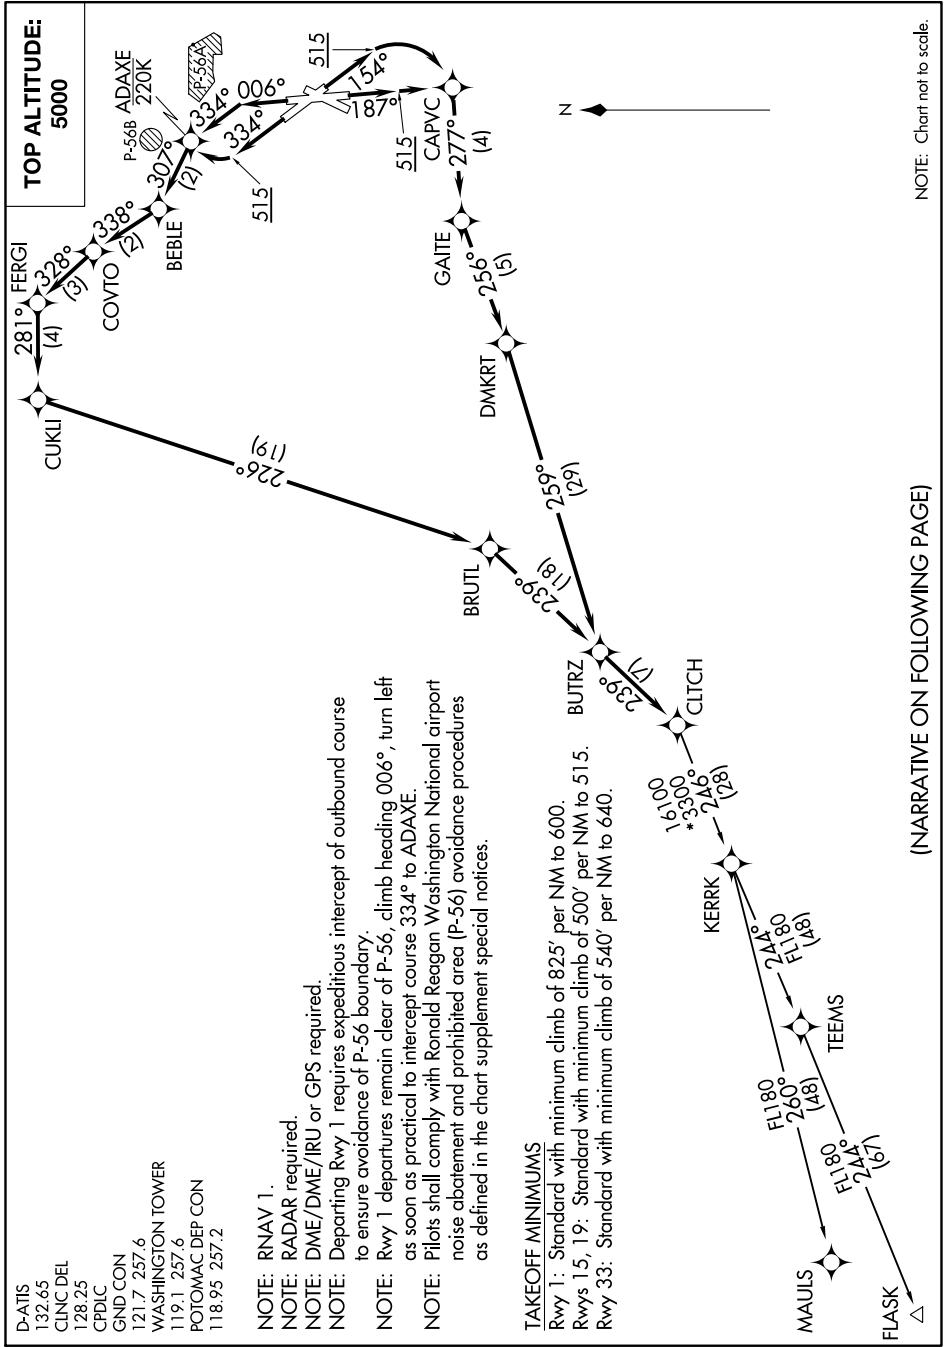 D-ATIS
132.65
CLNC DEL
128.25
CPDLC
GND CON
121.7 257.6
WASHINGTON TOWER
119.1 257.6
POTOMAC DEP CON
118.95 257.2
TOP ALTITUDE:
5000
NOTE: RNAV 1.
NOTE: RADAR required.
NOTE: DME/DME/IRU or GPS required.
NOTE: Departing Rwy 1 requires expeditious intercept of outbound course
to ensure avoidance of P-56 boundary.
NOTE: Rwy 1 departures remain clear of P-56, climb heading 006°, turn left
as soon as practical to intercept course 334° to ADAXE.
NOTE: Pilots shall comply with Ronald Reagan Washington National airport
noise abatement and prohibited area (P-56) avoidance procedures
as defined in the chart supplement special notices.
TAKEOFF MINIMUMS
Rwy 1: Standard with minimum climb of 825' per NM to 600.
Rwys 15, 19: Standard with minimum climb of 500' per NM to 515.
Rwy 33: Standard with minimum climb of 540' per NM to 640.
FERGI
328°
(3)
281°
(4)
CUKLI
COVTO
338°
(2)
BEBLE
307°
(2)
P-56B
ADAXE
220K
P-56A
334°
006°
334°
515
515
154°
187°
515
CAPVC
277°
(4)
GAITE
256°
(5)
DMKRT
259°
(29)
226°
(19)
BRUTL
239°
(18)
BUTRZ
239°
(7)
CLTCH
16100
*3300
246°
(28)
KERRK
244°
FL180
(48)
TEEMS
FL180
260°
(48)
FL180
244°
(67)
MAULS
FLASK
N
NOTE: Chart not to scale.
(NARRATIVE ON FOLLOWING PAGE)